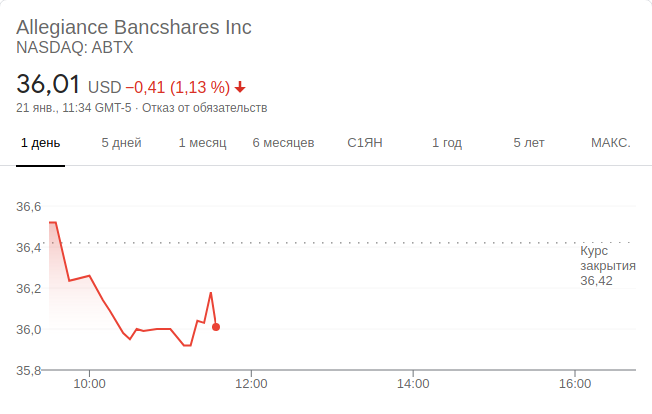 Allegiance Bancshares Inc
NASDAQ: ABTX
36,01 USD −0,41 (1,13 %)
21 янв., 11:34 GMT-5 · Отказ от обязательств
1 день 5 дней 1 месяц 6 месяцев С1ЯН 1 год 5 лет МАКС.
36,6
36,4
Курс
закрытия
36,42
36,2
36,0
35,8
10:00 12:00 14:00 16:00